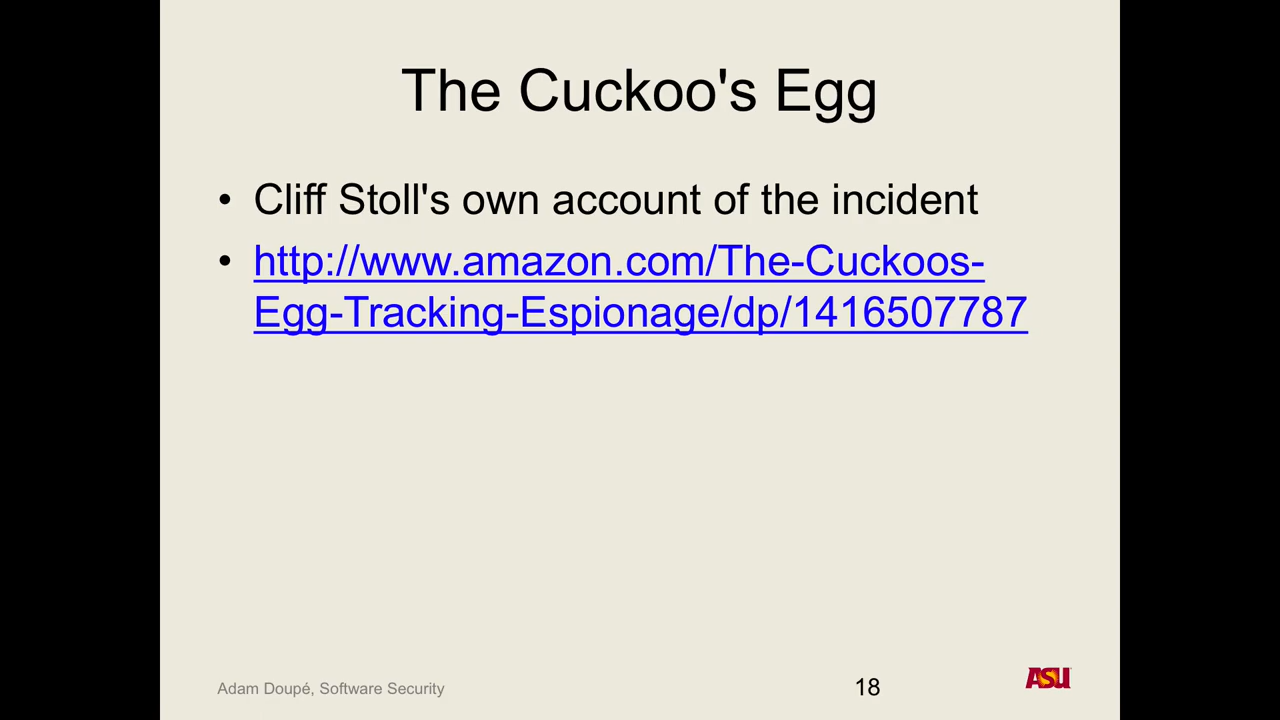 The Cuckoo's Egg
• Cliff Stoll's own account of the incident
• http://www.amazon.com/The-Cuckoos-
Egg-Tracking-Espionage/dp/1416507787
Adam Doupé, Software Security
18
ASU